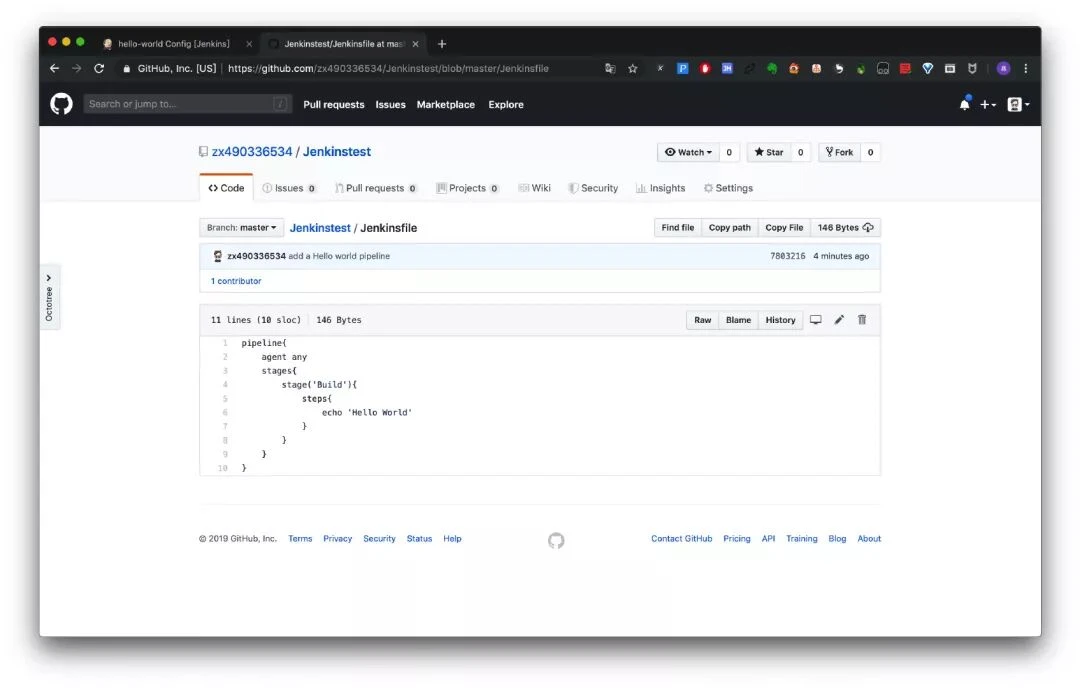 hello-world Config [Jenkins] Jenkinstest/Jenkinsfile at mas
GitHub, Inc. [US] https://github.com/zx490336534/Jenkinstest/blob/master/Jenkinsfile
Search or jump to... / Pull requests Issues Marketplace Explore
zx490336534 / Jenkinstest Watch 0 Star 0 Fork 0
Code Issues 0 Pull requests 0 Projects 0 Wiki Security Insights Settings
Branch: master Jenkinstest / Jenkinsfile Find file Copy path Copy File 146 Bytes
zx490336534 add a Hello world pipeline 7803216 4 minutes ago
1 contributor
Octotree
11 lines (10 sloc) 146 Bytes Raw Blame History
1 pipeline{
2 agent any
3 stages{
4 stage('Build'){
5 steps{
6 echo 'Hello World'
7 }
8 }
9 }
10 }
© 2019 GitHub, Inc. Terms Privacy Security Status Help Contact GitHub Pricing API Training Blog About